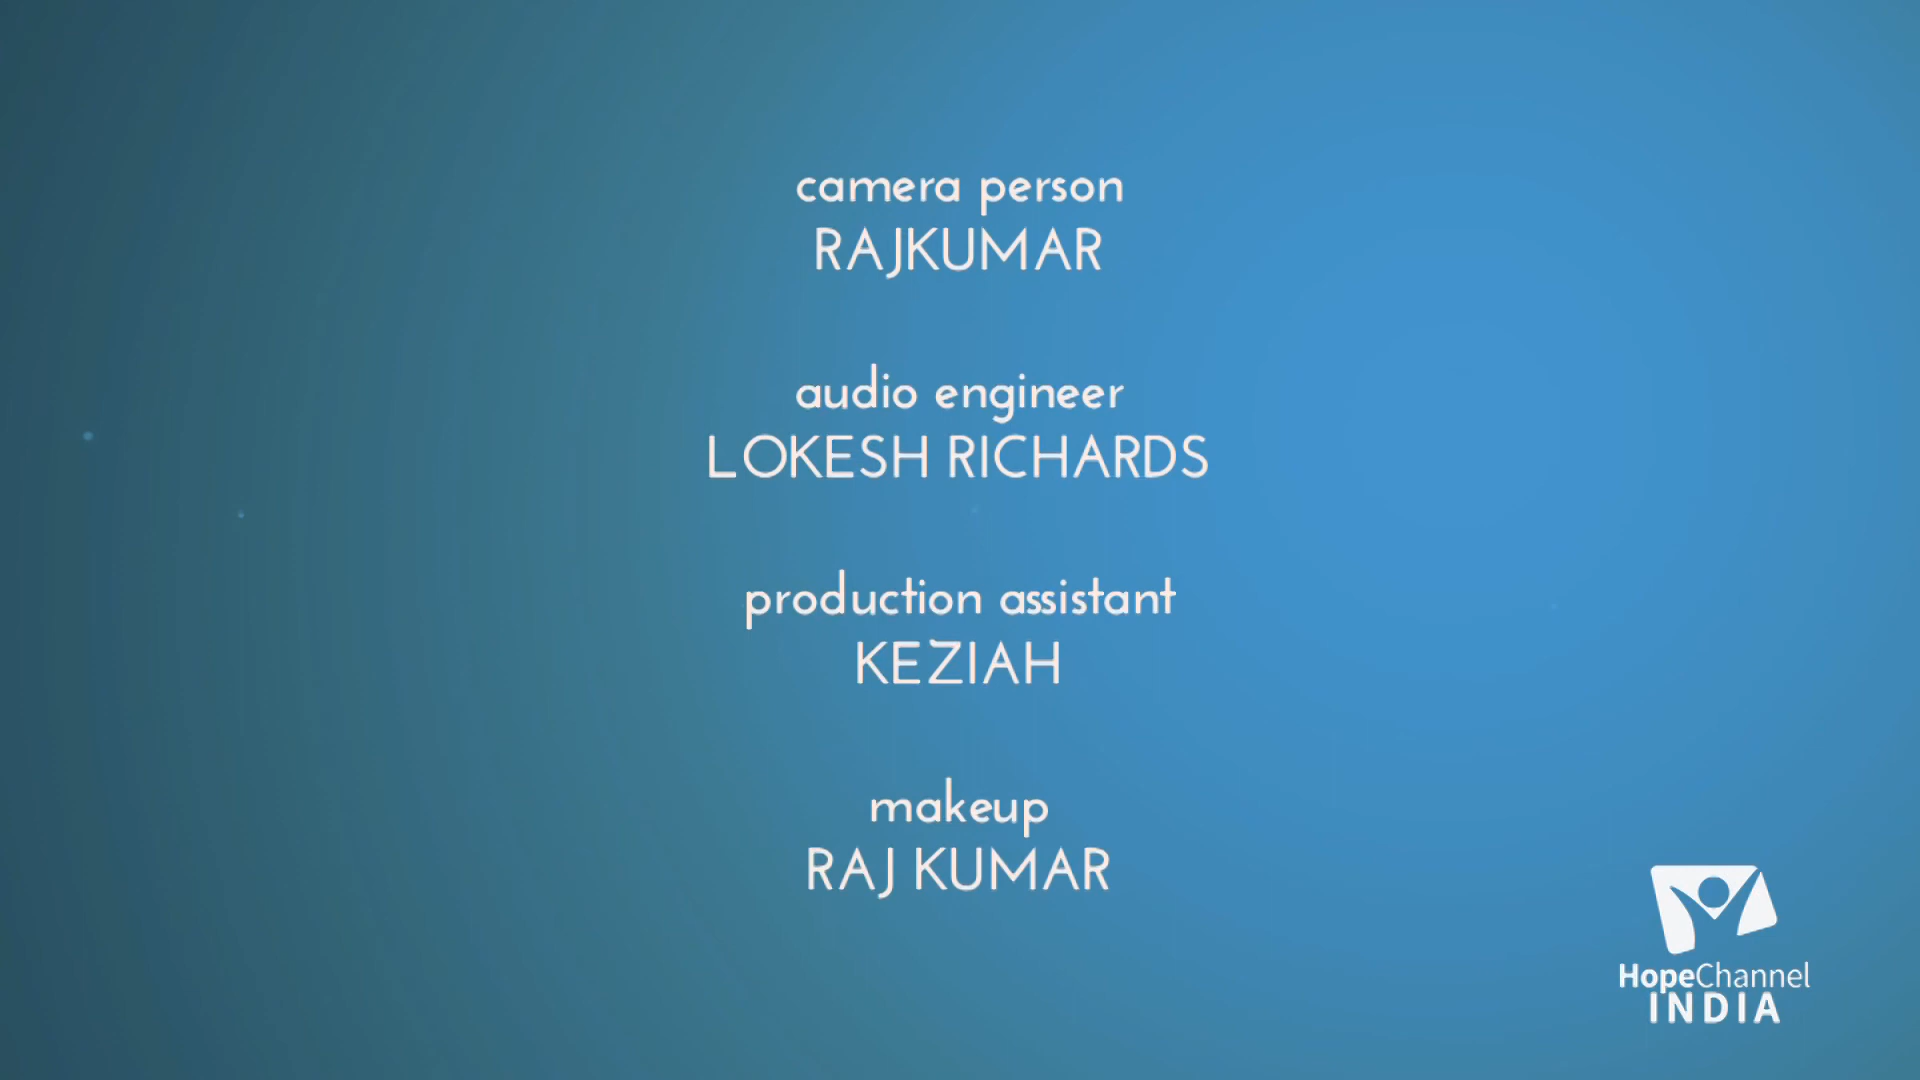 camera person
RAJKUMAR
audio engineer
LOKESH RICHARDS
production assistant
KEZIAH
makeup
RAJ KUMAR
HopeChannel
INDIA